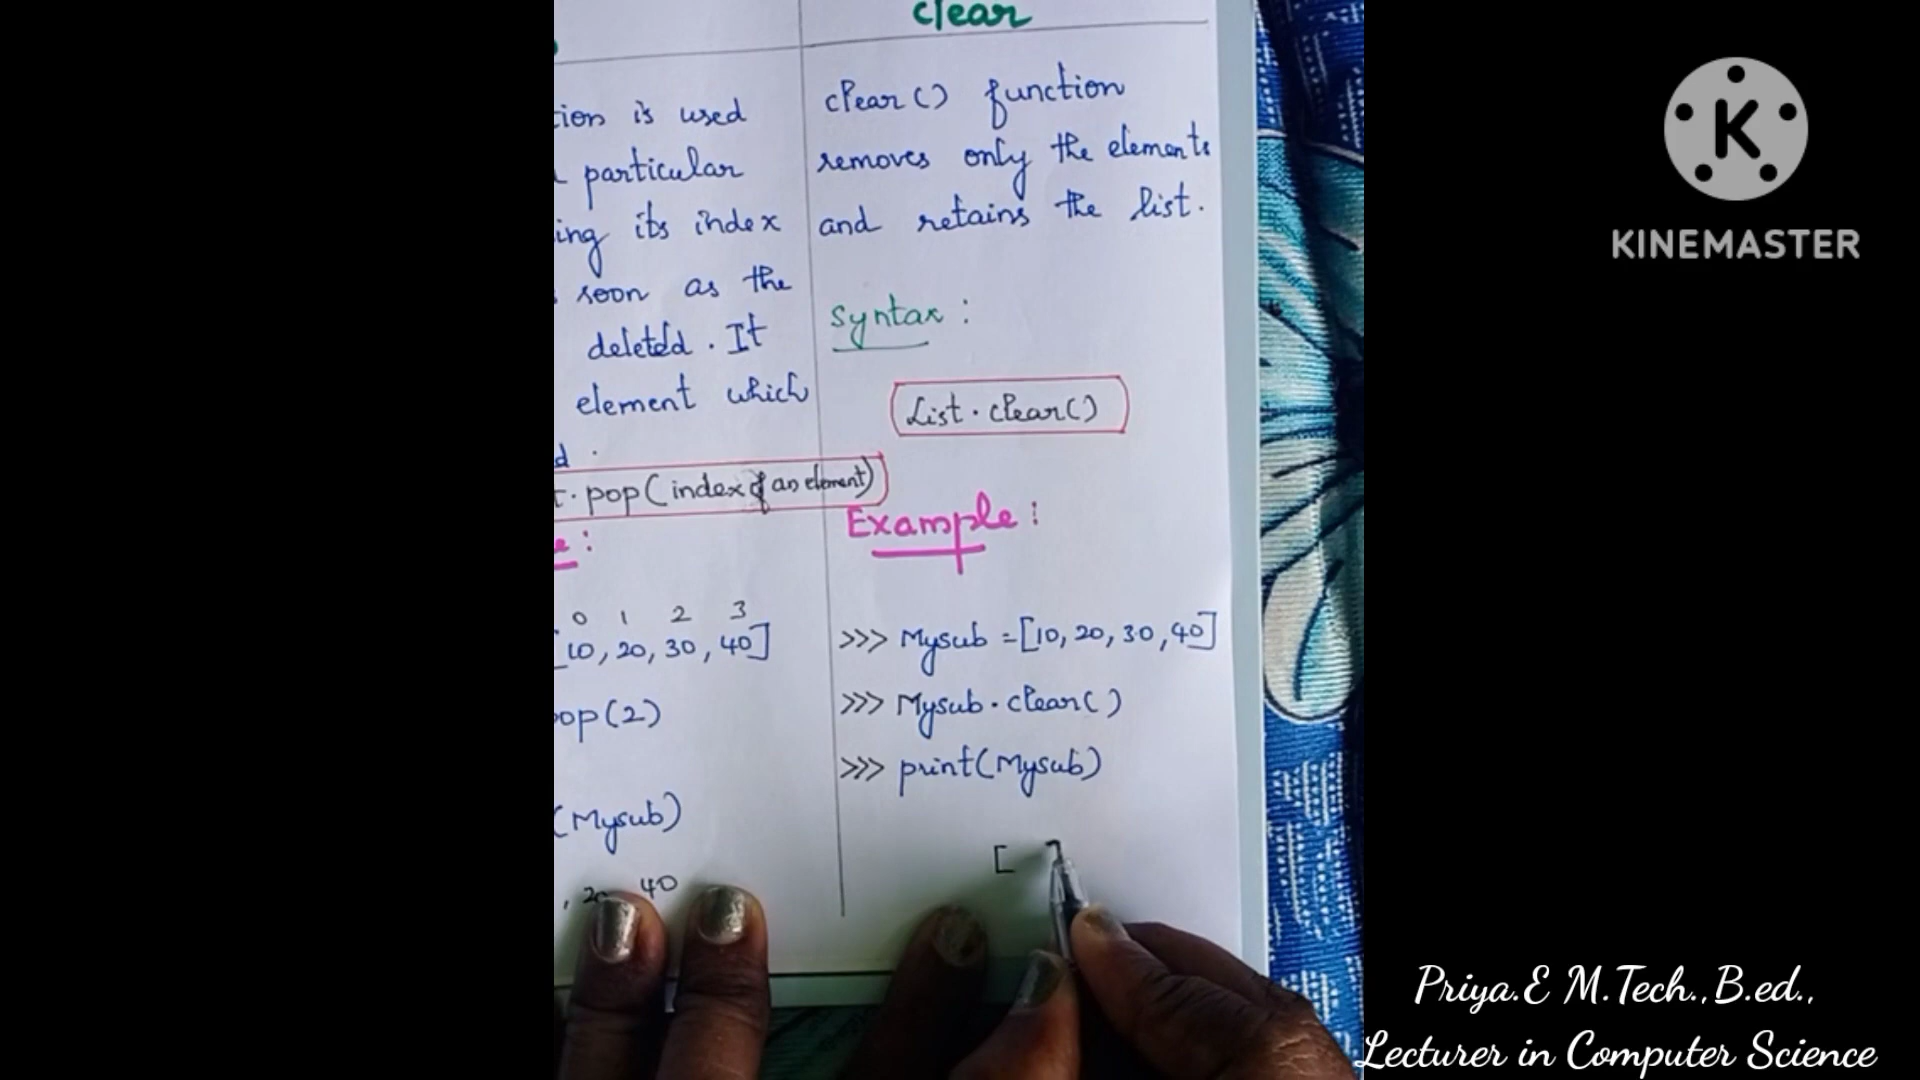 clear
tion is used
particular
ing its index
soon as the
deleted. It
element which
d.
t.pop(index of an element)
e:
0 1 2 3
[10, 20, 30, 40]
pop(2)
(Mysub)
, 20 40
clear() function
removes only the elements
and retains the list.
Syntax:
List.clear()
Example:
>>> Mysub =[10, 20, 30, 40]
>>> Mysub.clear()
>>> print(Mysub)
[
K
KINEMASTER
Priya.E M.Tech.,B.ed.,
Lecturer in Computer Science